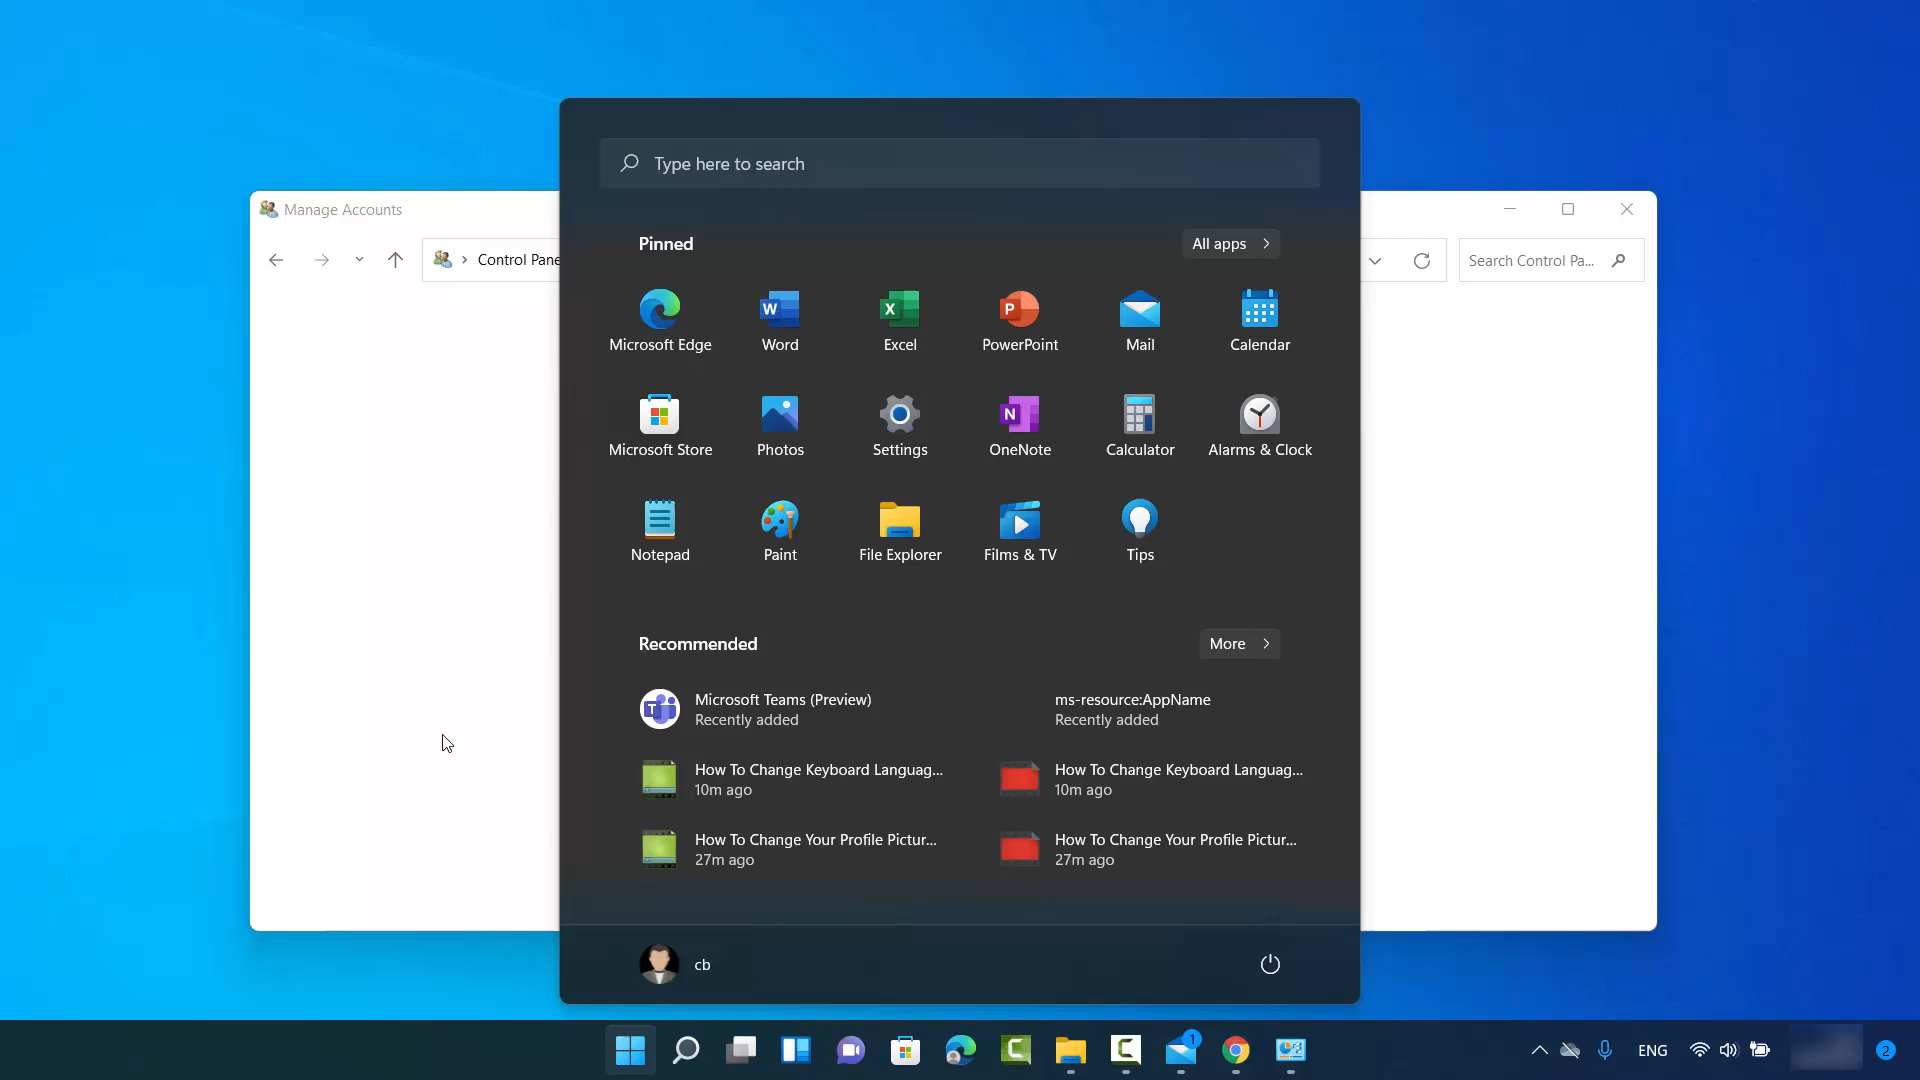 Type here to search
Manage Accounts
Control Pane
Search Control Pa...
Pinned
All apps
Microsoft Edge
Word
Excel
PowerPoint
Mail
Calendar
Microsoft Store
Photos
Settings
OneNote
Calculator
Alarms & Clock
Notepad
Paint
File Explorer
Films & TV
Tips
Recommended
More
Microsoft Teams (Preview)
Recently added
ms-resource:AppName
Recently added
How To Change Keyboard Languag...
10m ago
How To Change Keyboard Languag...
10m ago
How To Change Your Profile Pictur...
27m ago
How To Change Your Profile Pictur...
27m ago
cb
1
ENG
2